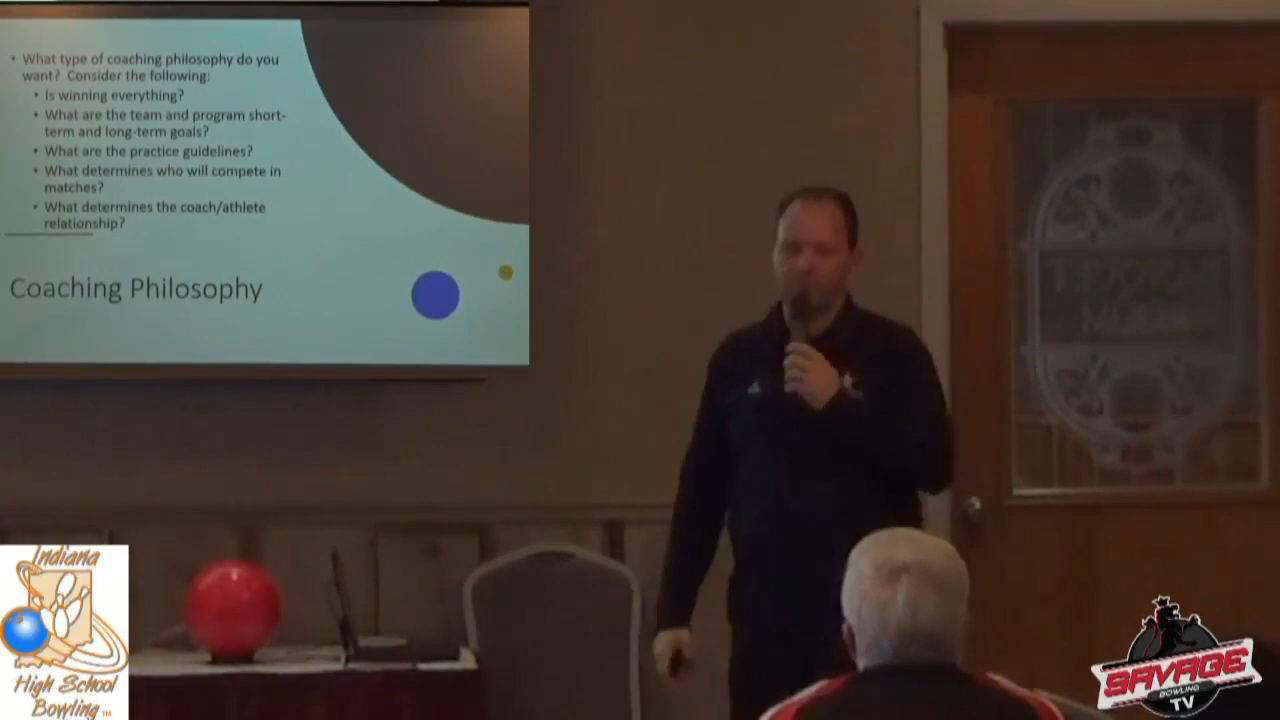 • What type of coaching philosophy do you
want? Consider the following:
• Is winning everything?
• What are the team and program short-
term and long-term goals?
• What are the practice guidelines?
• What determines who will compete in
matches?
• What determines the coach/athlete
relationship?
Coaching Philosophy
Indiana
High School
Bowling™
SAVAGE
BOWLING
TV